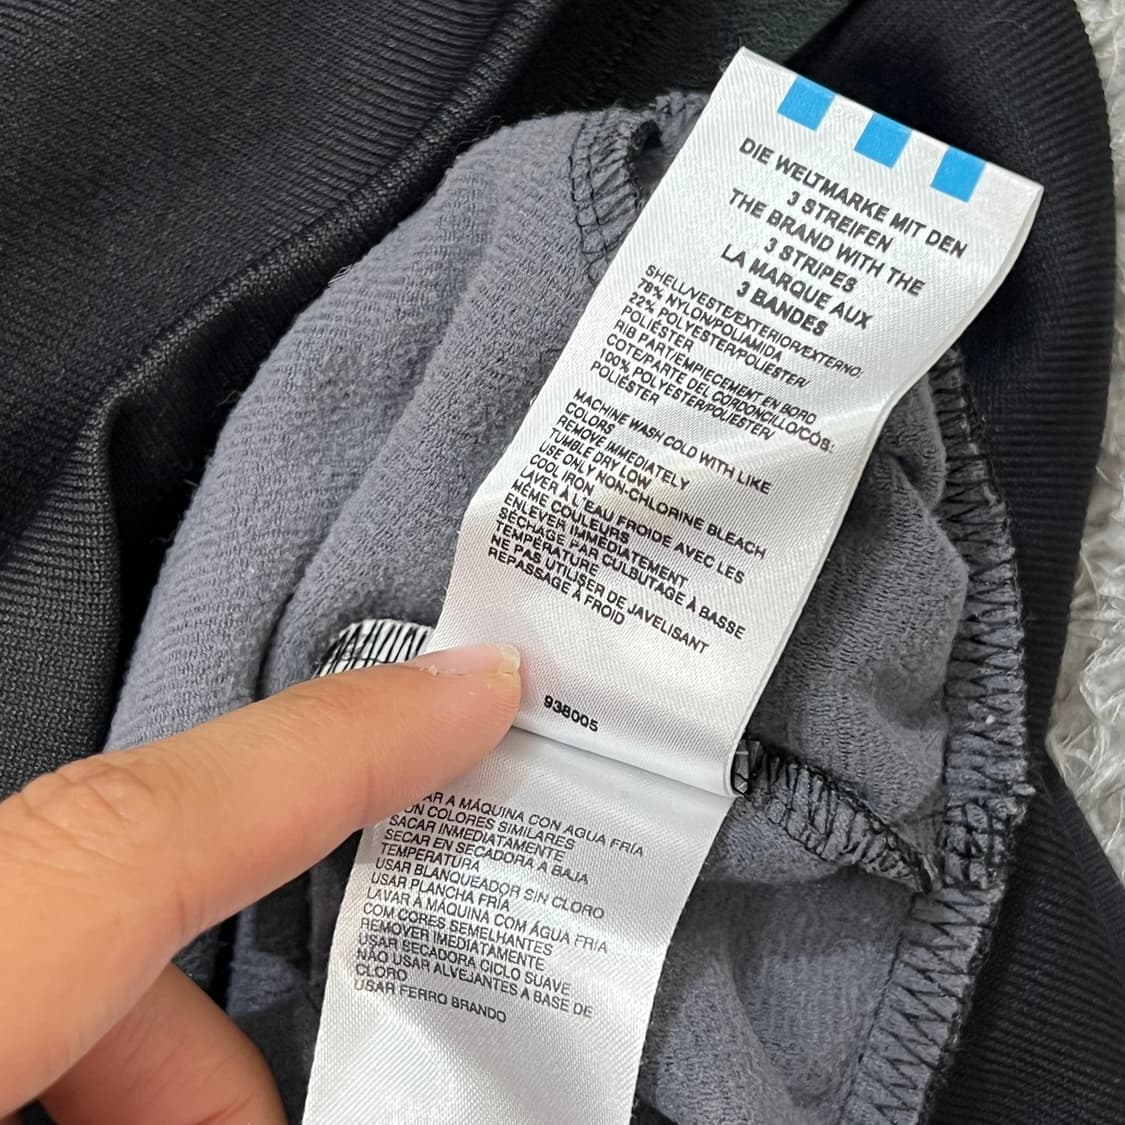 DIE WELTMARKE MIT DEN
3 STREIFEN
THE BRAND WITH THE
3 STRIPES
LA MARQUE AUX
3 BANDES
SHELL/VESTE/EXTERIOR/EXTERNO:
78% NYLON/POLIAMIDA
22% POLYESTER/POLIESTER/
POLIÉSTER
RIB PART/EMPIECEMENT EN BORD
COTE/PARTE DEL CORDONCILLO/CÓS:
100% POLYESTER/POLIESTER/
POLIÉSTER
MACHINE WASH COLD WITH LIKE
COLORS
REMOVE IMMEDIATELY
TUMBLE DRY LOW
USE ONLY NON-CHLORINE BLEACH
COOL IRON
LAVER À L'EAU FROIDE AVEC LES
MÊME COULEURS
ENLEVER IMMÉDIATEMENT
SÉCHAGE PAR CULBUTAGE À BASSE
TEMPÉRATURE
NE PAS UTILISER DE JAVELISANT
REPASSAGE À FROID
938005
AR A MÁQUINA CON AGUA FRÍA
ON COLORES SIMILARES
SACAR INMEDIATAMENTE
SECAR EN SECADORA A BAJA
TEMPERATURA
USAR BLANQUEADOR SIN CLORO
USAR PLANCHA FRÍA
LAVAR À MÁQUINA COM ÁGUA FRIA
COM CORES SEMELHANTES
REMOVER IMEDIATAMENTE
USAR SECADORA CICLO SUAVE
NÃO USAR ALVEJANTES À BASE DE
CLORO
USAR FERRO BRANDO